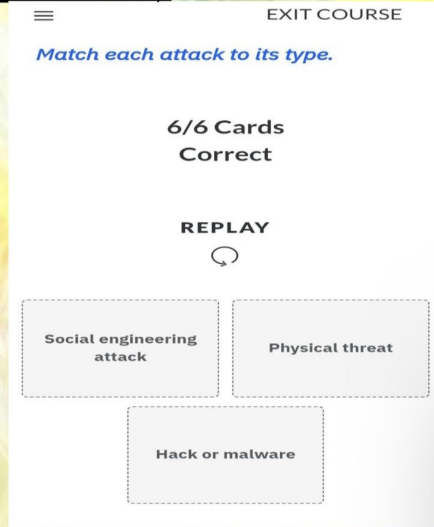 EXIT COURSE
Match each attack to its type.
6/6 Cards
Correct
REPLAY
Social engineering
attack
Physical threat
Hack or malware